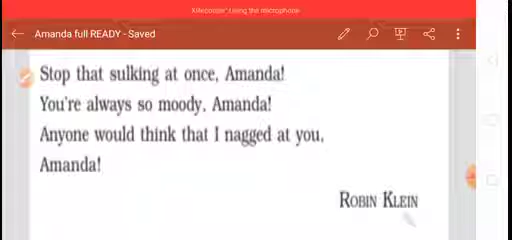 XRecorder is using the microphone
Amanda full READY - Saved
Stop that sulking at once, Amanda!
You're always so moody, Amanda!
Anyone would think that I nagged at you,
Amanda!
ROBIN KLEIN